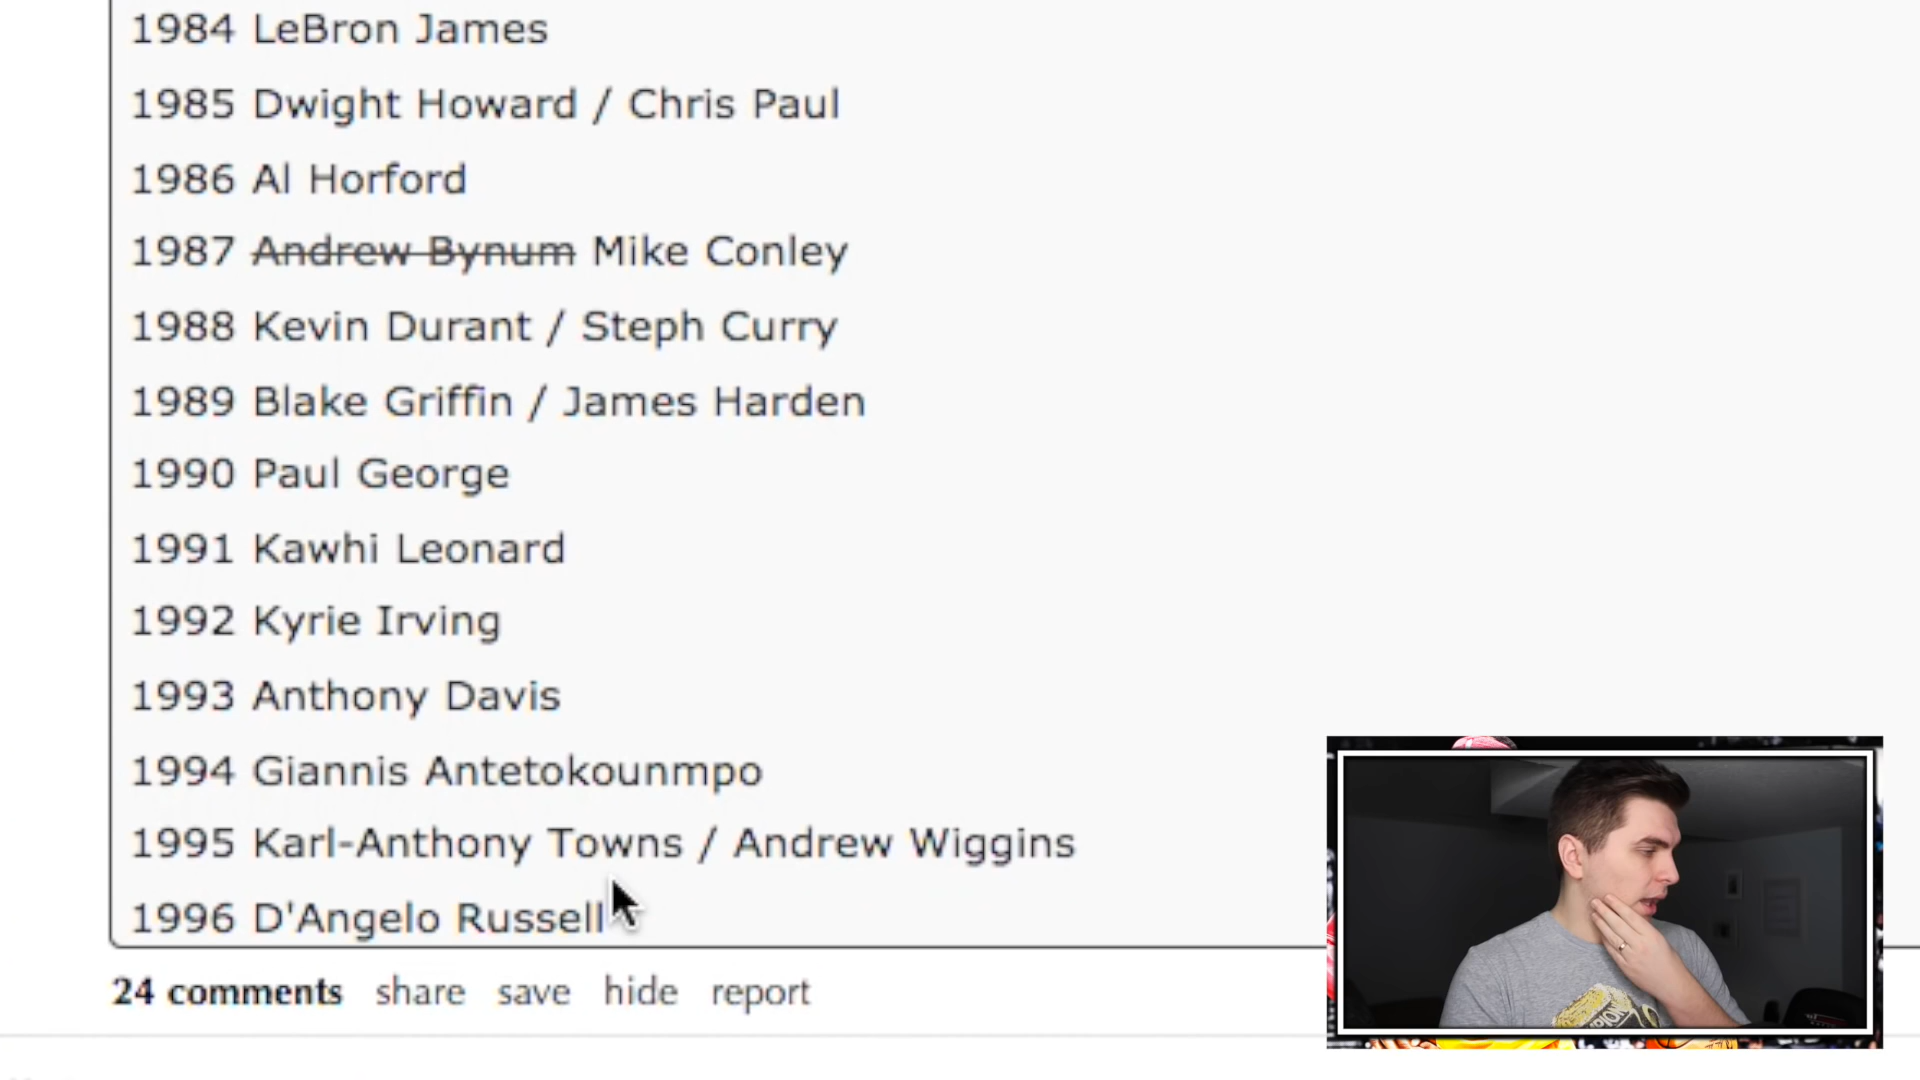 1984 LeBron James
1985 Dwight Howard / Chris Paul
1986 Al Horford
1987 Andrew Bynum Mike Conley
1988 Kevin Durant / Steph Curry
1989 Blake Griffin / James Harden
1990 Paul George
1991 Kawhi Leonard
1992 Kyrie Irving
1993 Anthony Davis
1994 Giannis Antetokounmpo
1995 Karl-Anthony Towns / Andrew Wiggins
1996 D'Angelo Russell
24 comments share save hide report